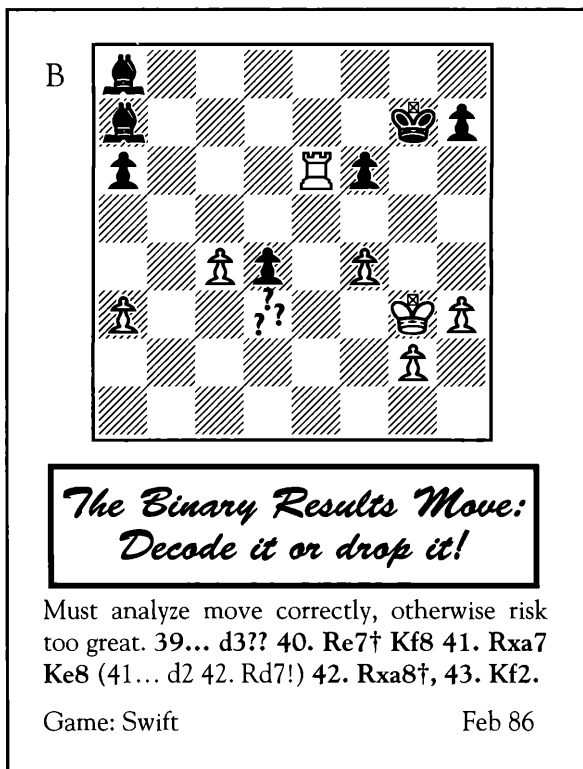 B
? ? ?
The Binary Results Move:
Decode it or drop it!
Must analyze move correctly, otherwise risk
too great. 39... d3?? 40. Re7† Kf8 41. Rxa7
Ke8 (41... d2 42. Rd7!) 42. Rxa8†, 43. Kf2.
Game: Swift Feb 86